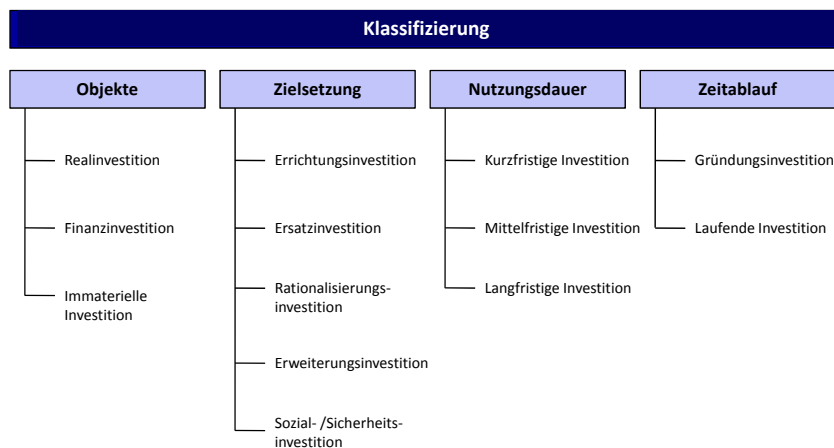 Klassifizierung
Objekte
Realinvestition
Finanzinvestition
Immaterielle
Investition
Zielsetzung
Errichtungsinvestition
Ersatzinvestition
Rationalisierungs-
investition
Erweiterungsinvestition
Sozial- /Sicherheits-
investition
Nutzungsdauer
Kurzfristige Investition
Mittelfristige Investition
Langfristige Investition
Zeitablauf
Gründungsinvestition
Laufende Investition